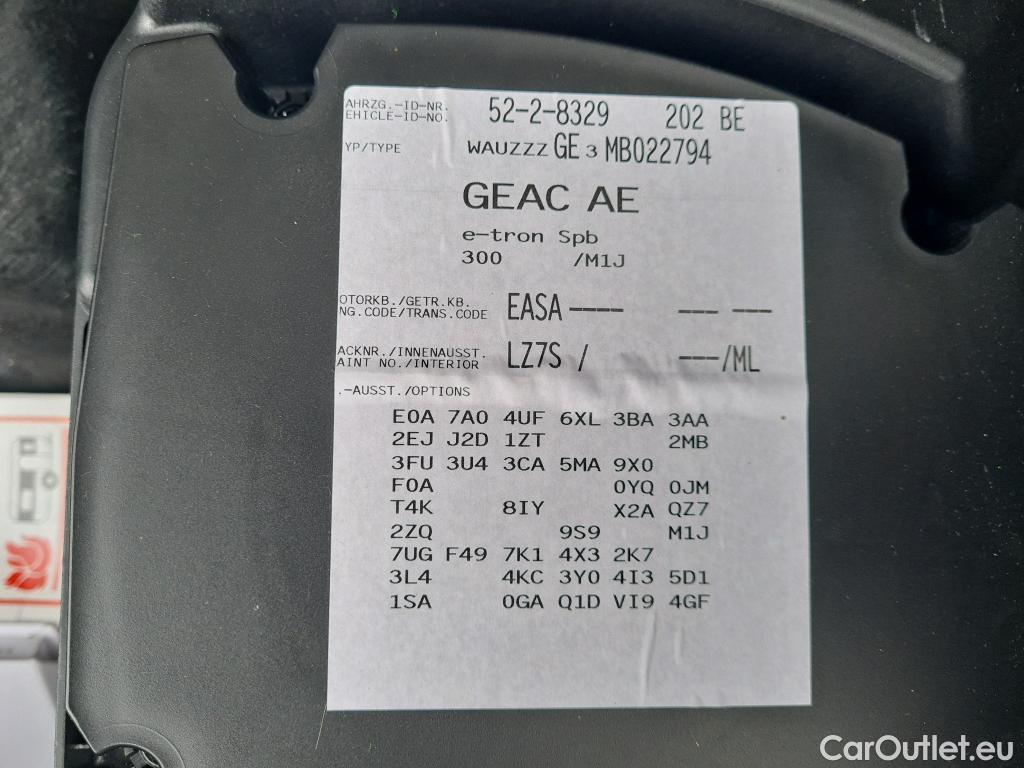 AHRZG.-ID-NR. 52-2-8329 202 BE
EHICLE-ID-NO.
YP/TYPE WAUZZZ GE 3 MB022794
GEAC AE
e-tron Spb
300 /M1J
OTORKB./GETR.KB. EASA ---- --- ---
NG.CODE/TRANS.CODE
ACKNR./INNENAUSST. LZ7S / ---/ML
AINT NO./INTERIOR
.-AUSST./OPTIONS
E0A 7A0 4UF 6XL 3BA 3AA
2EJ J2D 1ZT 2MB
3FU 3U4 3CA 5MA 9X0
F0A 0YQ 0JM
T4K 8IY X2A QZ7
2ZQ 9S9 M1J
7UG F49 7K1 4X3 2K7
3L4 4KC 3Y0 4I3 5D1
1SA 0GA Q1D VI9 4GF
CarOutlet.eu